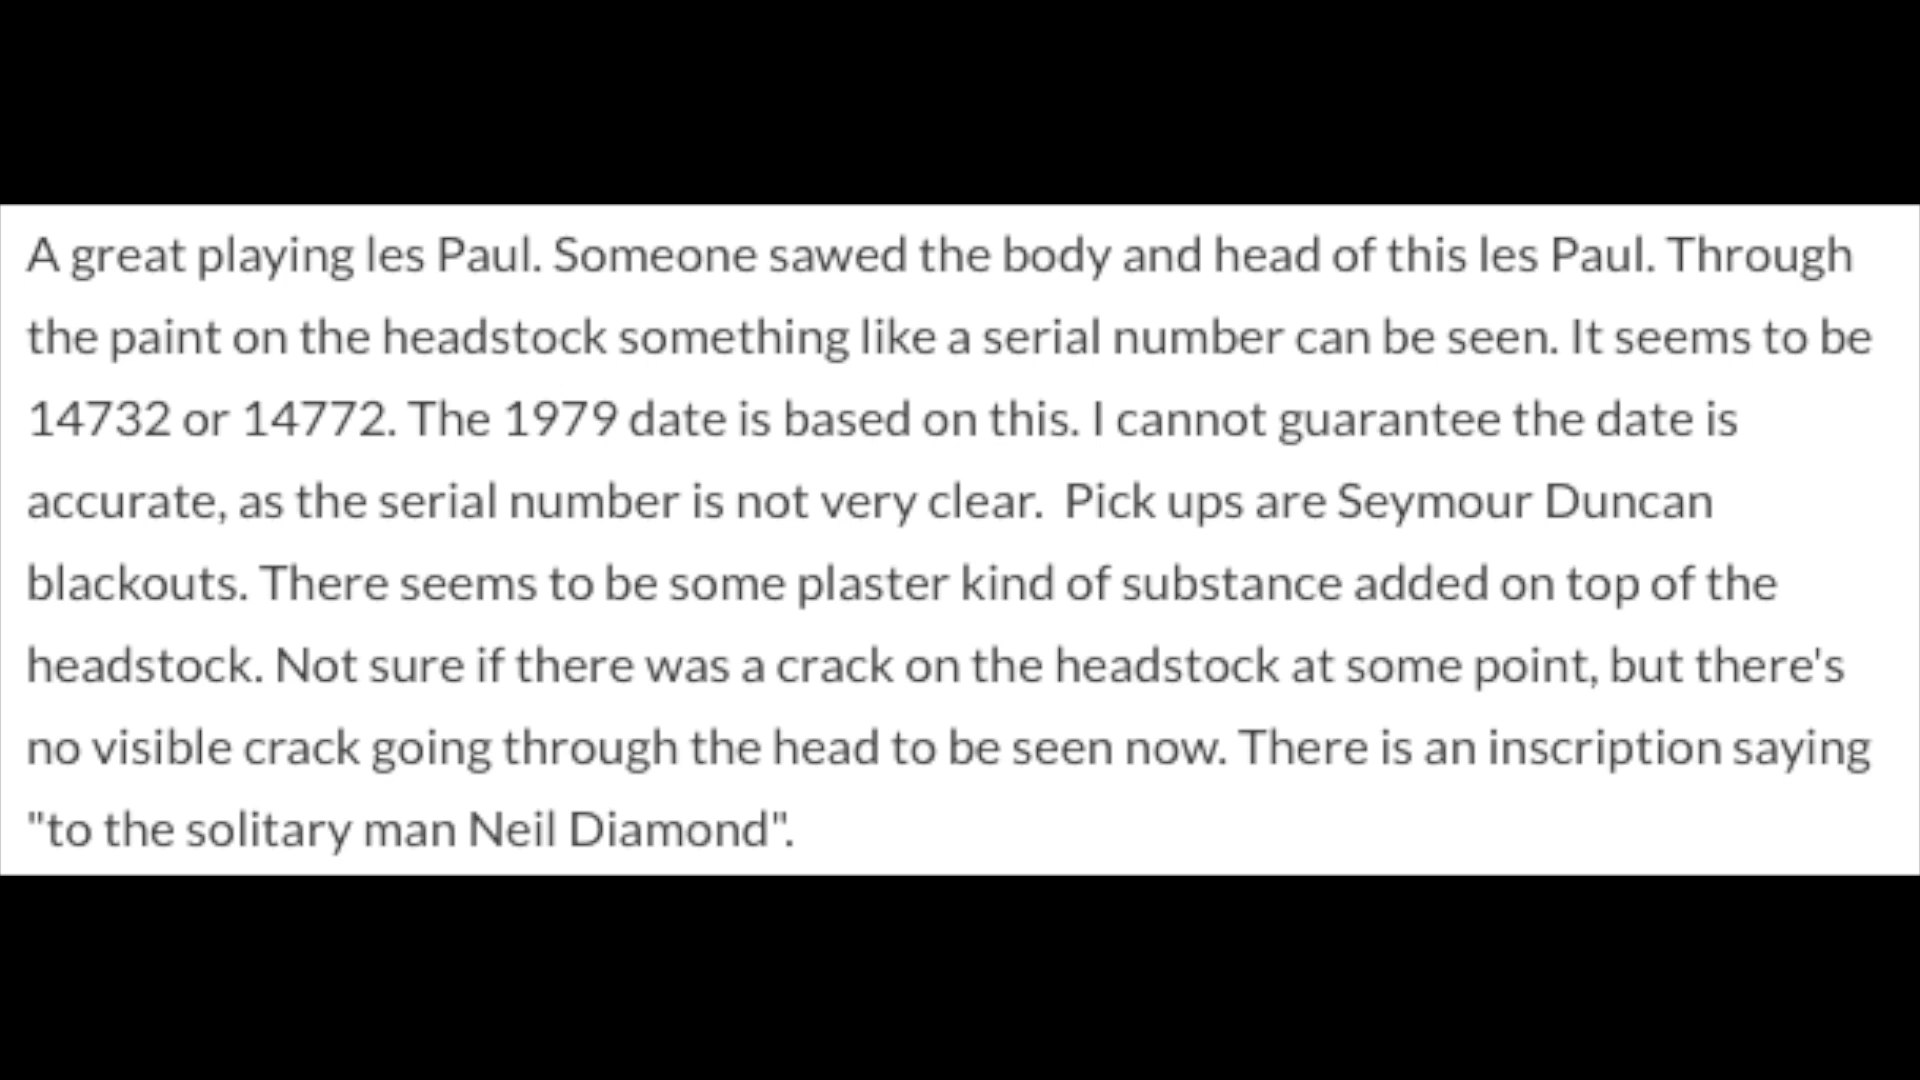 A great playing les Paul. Someone sawed the body and head of this les Paul. Through
the paint on the headstock something like a serial number can be seen. It seems to be
14732 or 14772. The 1979 date is based on this. I cannot guarantee the date is
accurate, as the serial number is not very clear.  Pick ups are Seymour Duncan
blackouts. There seems to be some plaster kind of substance added on top of the
headstock. Not sure if there was a crack on the headstock at some point, but there's
no visible crack going through the head to be seen now. There is an inscription saying
"to the solitary man Neil Diamond".